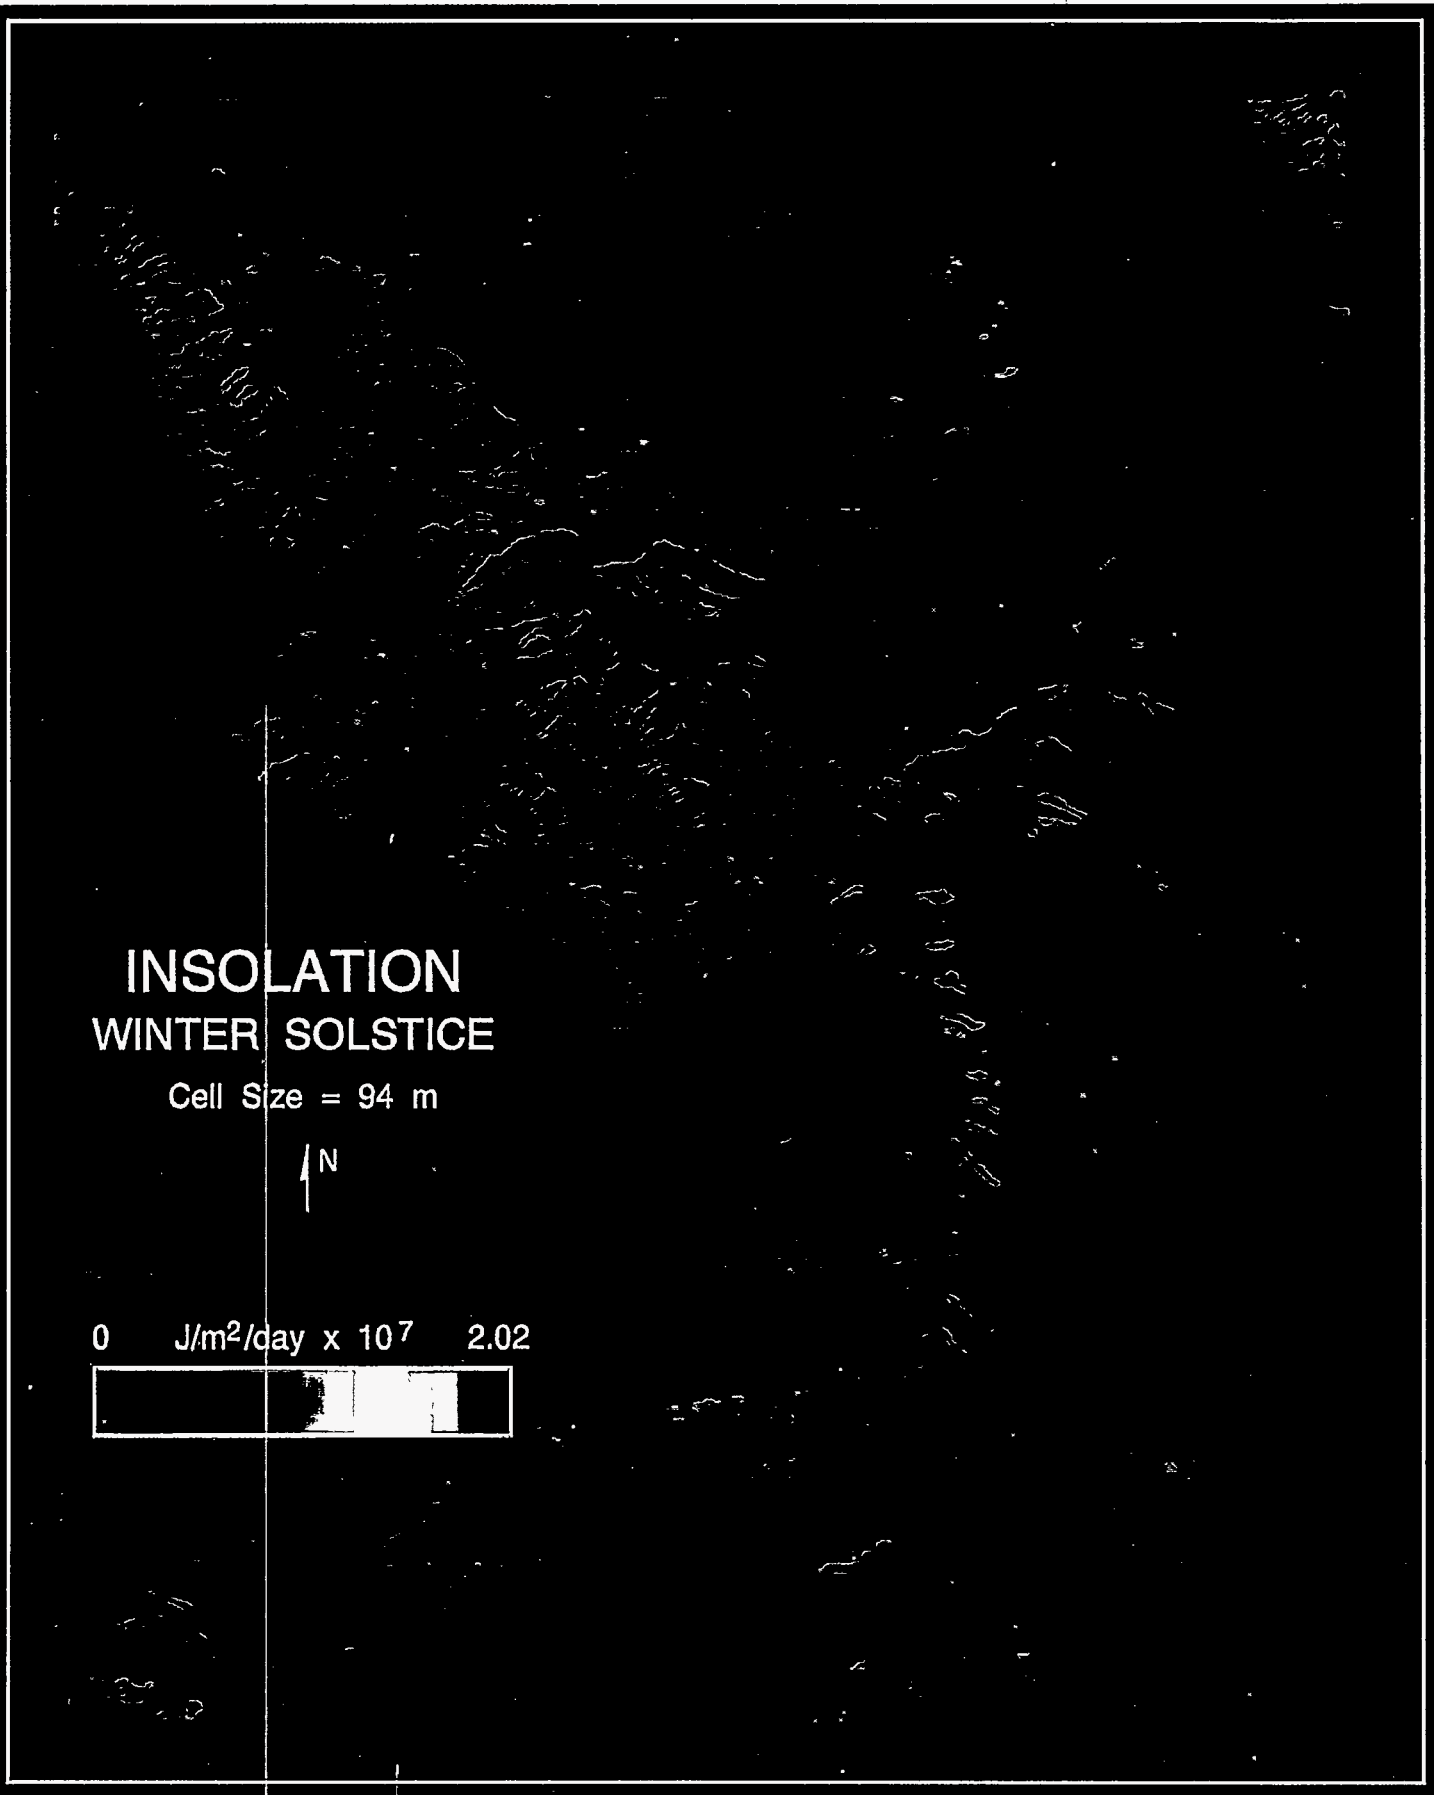 INSOLATION
WINTER SOLSTICE
Cell Size = 94 m
N
0 J/m²/day x 10⁷ 2.02